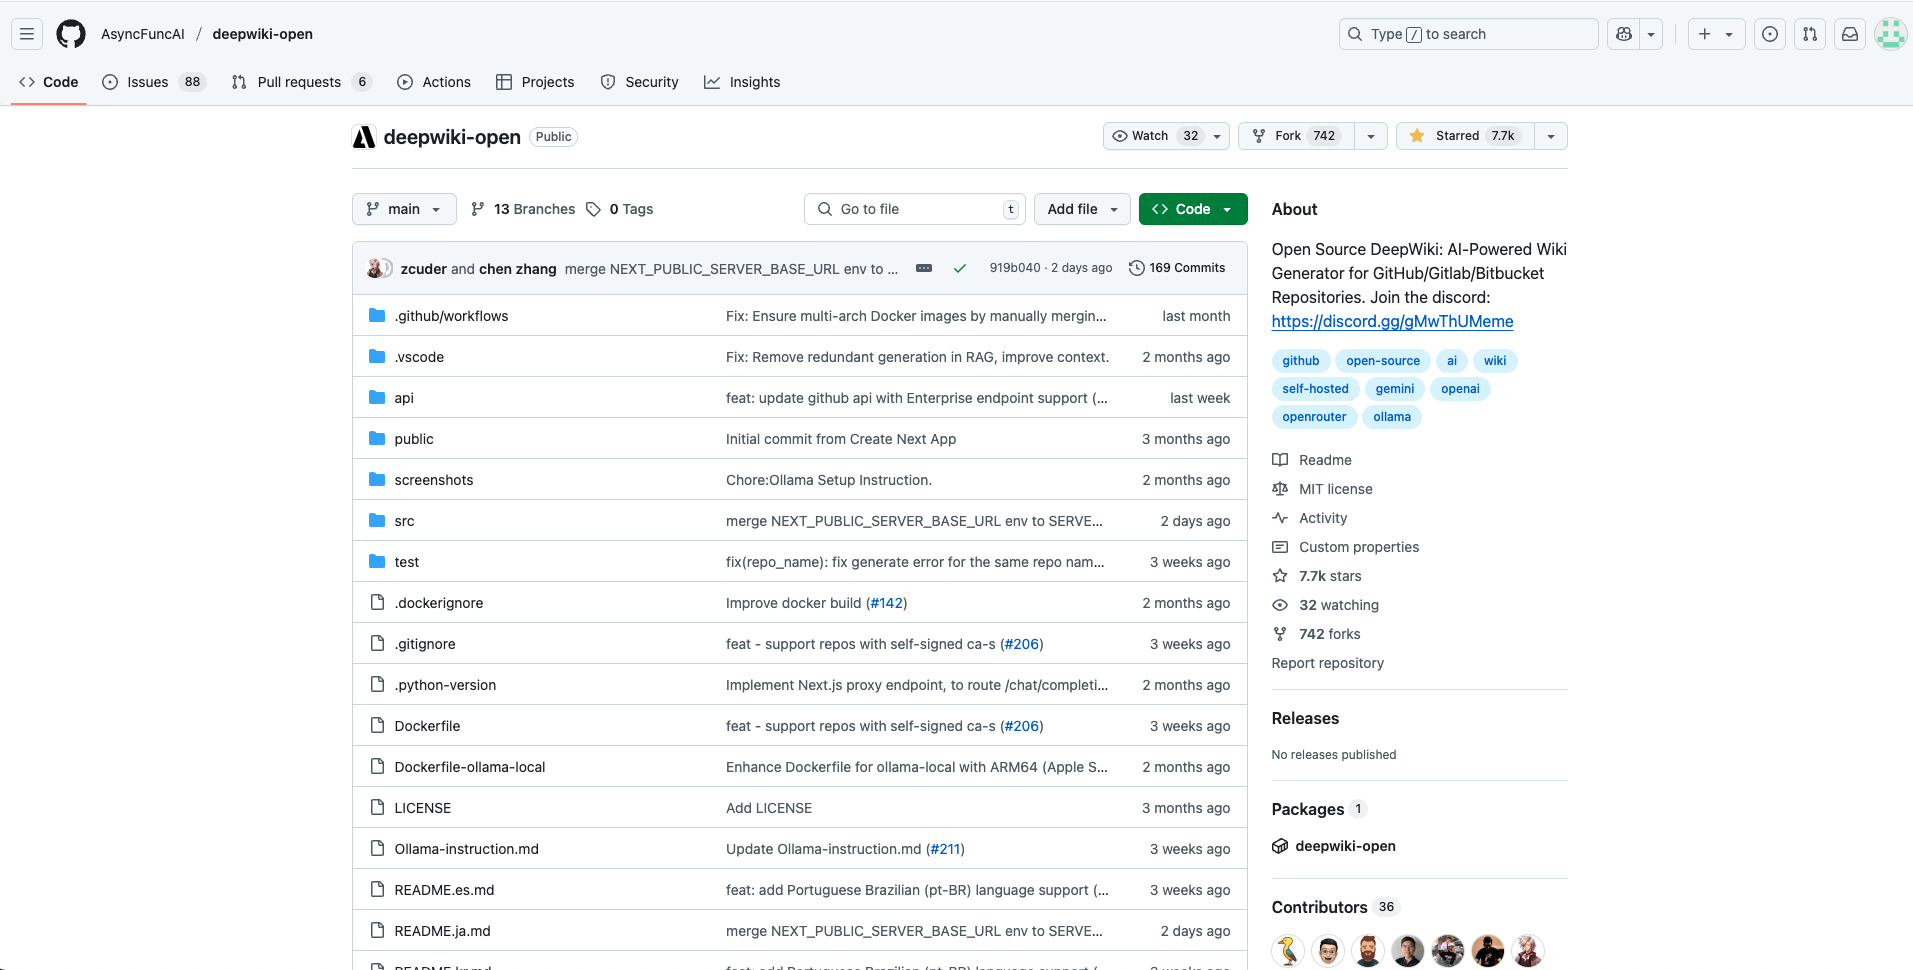 AsyncFuncAI / deepwiki-open
Type / to search
Code
Issues 88
Pull requests 6
Actions
Projects
Security
Insights
deepwiki-open Public
Watch 32
Fork 742
Starred 7.7k
main
13 Branches
0 Tags
Go to file t
Add file
Code
zcuder and chen zhang merge NEXT_PUBLIC_SERVER_BASE_URL env to ... 919b040 · 2 days ago 169 Commits
.github/workflows Fix: Ensure multi-arch Docker images by manually mergin... last month
.vscode Fix: Remove redundant generation in RAG, improve context. 2 months ago
api feat: update github api with Enterprise endpoint support (... last week
public Initial commit from Create Next App 3 months ago
screenshots Chore:Ollama Setup Instruction. 2 months ago
src merge NEXT_PUBLIC_SERVER_BASE_URL env to SERVE... 2 days ago
test fix(repo_name): fix generate error for the same repo nam... 3 weeks ago
.dockerignore Improve docker build (#142) 2 months ago
.gitignore feat - support repos with self-signed ca-s (#206) 3 weeks ago
.python-version Implement Next.js proxy endpoint, to route /chat/completi... 2 months ago
Dockerfile feat - support repos with self-signed ca-s (#206) 3 weeks ago
Dockerfile-ollama-local Enhance Dockerfile for ollama-local with ARM64 (Apple S... 2 months ago
LICENSE Add LICENSE 3 months ago
Ollama-instruction.md Update Ollama-instruction.md (#211) 3 weeks ago
README.es.md feat: add Portuguese Brazilian (pt-BR) language support (... 3 weeks ago
README.ja.md merge NEXT_PUBLIC_SERVER_BASE_URL env to SERVE... 2 days ago
README.kr.md feat: add Portuguese Brazilian (pt-BR) language support (... 3 weeks ago
About
Open Source DeepWiki: AI-Powered Wiki
Generator for GitHub/Gitlab/Bitbucket
Repositories. Join the discord:
https://discord.gg/gMwThUMeme
github open-source ai wiki
self-hosted gemini openai
openrouter ollama
Readme
MIT license
Activity
Custom properties
7.7k stars
32 watching
742 forks
Report repository
Releases
No releases published
Packages 1
deepwiki-open
Contributors 36